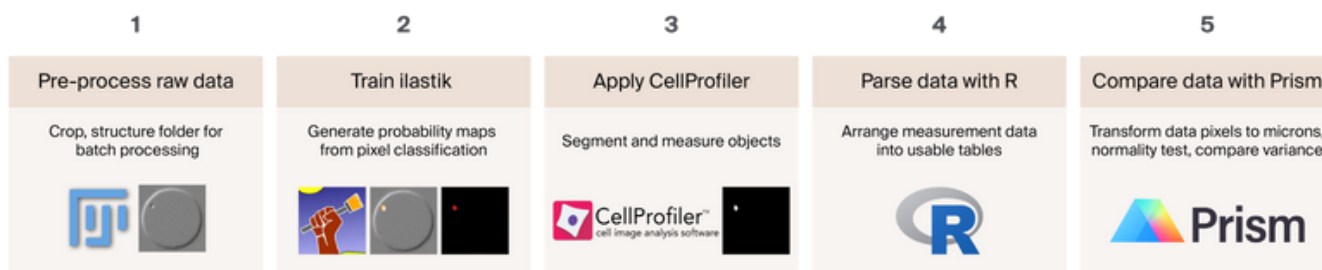 1
2
3
4
5
Pre-process raw data
Train ilastik
Apply CellProfiler
Parse data with R
Compare data with Prism
Crop, structure folder for
batch processing
Generate probability maps
from pixel classification
Segment and measure objects
Arrange measurement data
into usable tables
Transform data pixels to microns,
normality test, compare variance
CellProfiler™
cell image analysis software
R
Prism